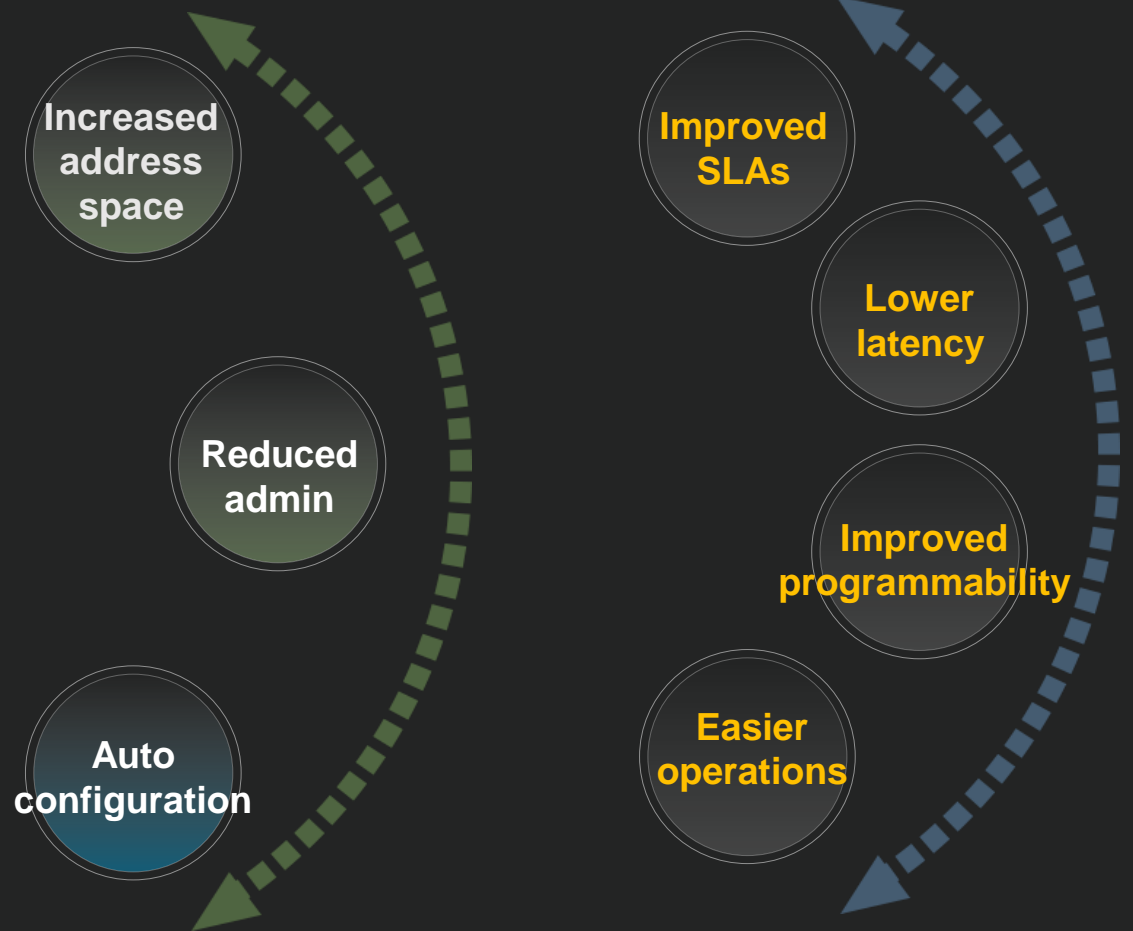 Increased
address
space
Reduced
admin
Auto
configuration
Improved
SLAs
Lower
latency
Improved
programmability
Easier
operations